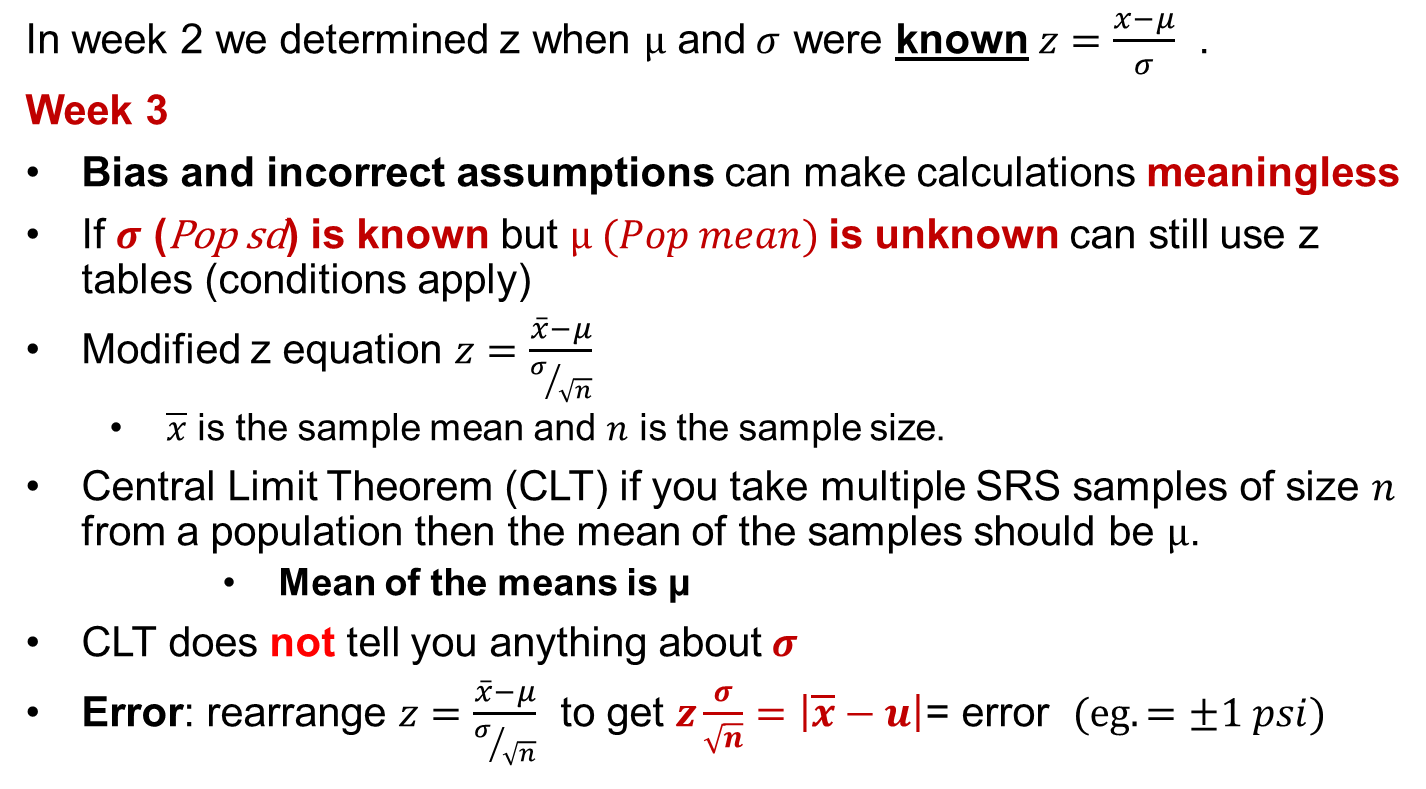 In week 2 we determined z when μ and σ were known z = (x−μ)/σ .
Week 3
• Bias and incorrect assumptions can make calculations meaningless
• If σ (Pop sd) is known but μ (Pop mean) is unknown can still use z
tables (conditions apply)
• Modified z equation z = (x̄−μ)/(σ/√n)
• x̄ is the sample mean and n is the sample size.
• Central Limit Theorem (CLT) if you take multiple SRS samples of size n
from a population then the mean of the samples should be μ.
• Mean of the means is μ
• CLT does not tell you anything about σ
• Error: rearrange z = (x̄−μ)/(σ/√n) to get z σ/√n = |x̄ − u|= error (eg. = ±1 psi)